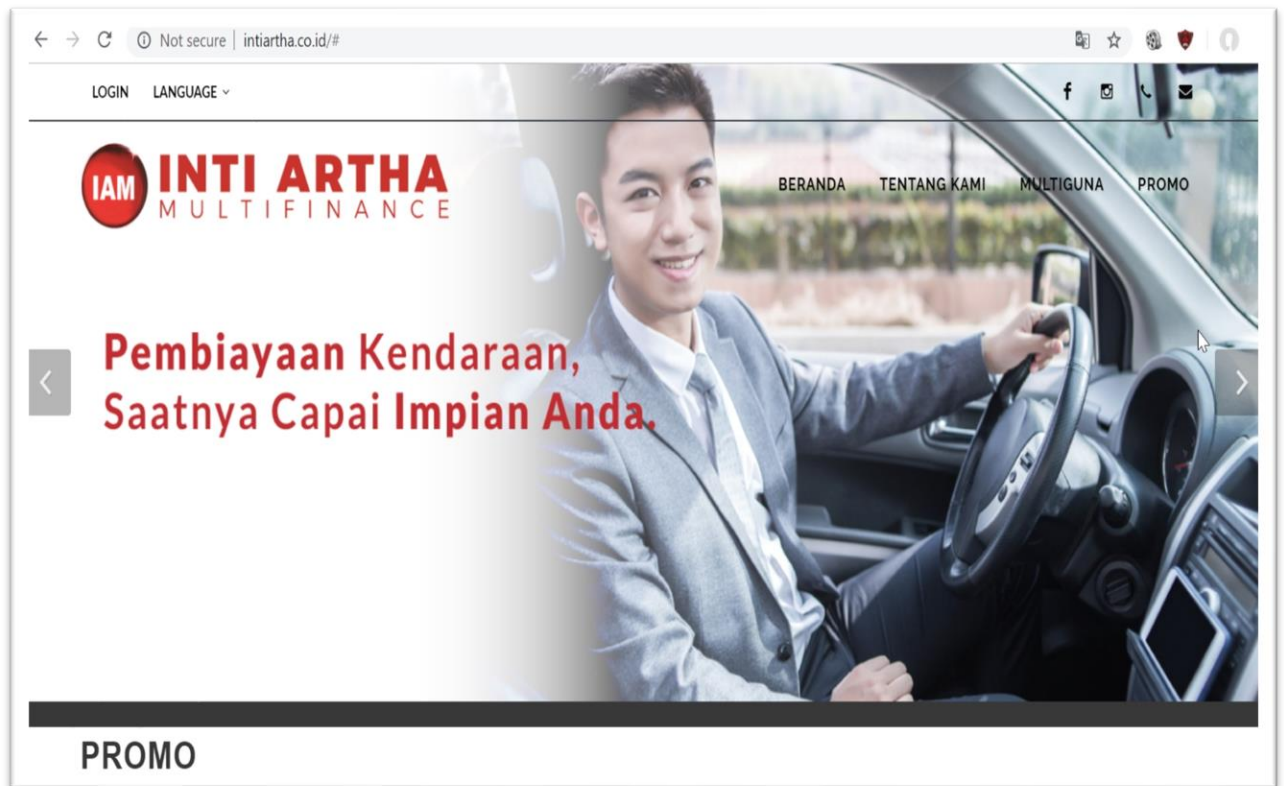 Not secure | intiartha.co.id/#
LOGIN LANGUAGE
IAM INTI ARTHA
MULTIFINANCE
BERANDA TENTANG KAMI MULTIGUNA PROMO
Pembiayaan Kendaraan,
Saatnya Capai Impian Anda.
PROMO